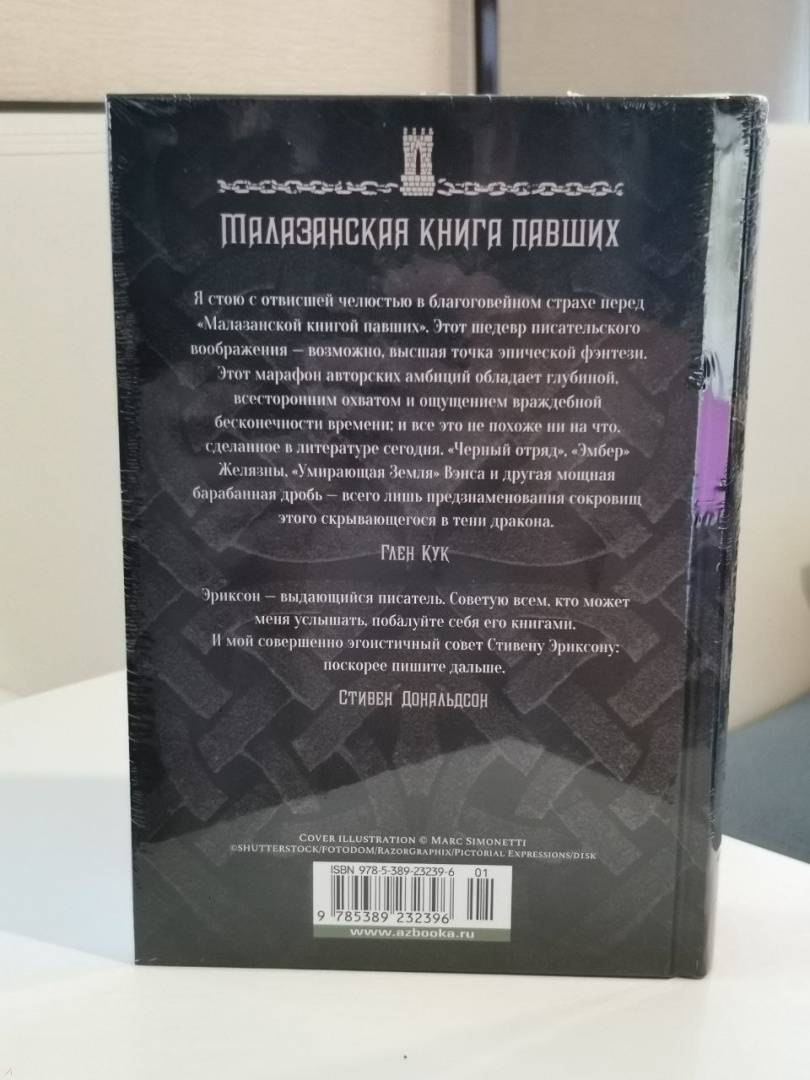 Малазанская книга павших
Я стою с отвисшей челюстью в благоговейном страхе перед
«Малазанской книгой павших». Этот шедевр писательского
воображения — возможно, высшая точка эпической фэнтези.
Этот марафон авторских амбиций обладает глубиной,
всесторонним охватом и ощущением враждебной
бесконечности времени; и все это не похоже ни на что,
сделанное в литературе сегодня. «Черный отряд», «Эмбер»
Желязны, «Умирающая Земля» Вэнса и другая мощная
барабанная дробь — всего лишь предзнаменования сокровищ
этого скрывающегося в тени дракона.
Глен Кук
Эриксон — выдающийся писатель. Советую всем, кто может
меня услышать, побалуйте себя его книгами.
И мой совершенно эгоистичный совет Стивену Эриксону:
поскорее пишите дальше.
Стивен Дональдсон
Cover illustration © Marc Simonetti
©Shutterstock/Fotodom/RazorGraphix/Pictorial Expressions/disk
ISBN 978-5-389-23239-6 01
9 785389 232396
www.azbooka.ru